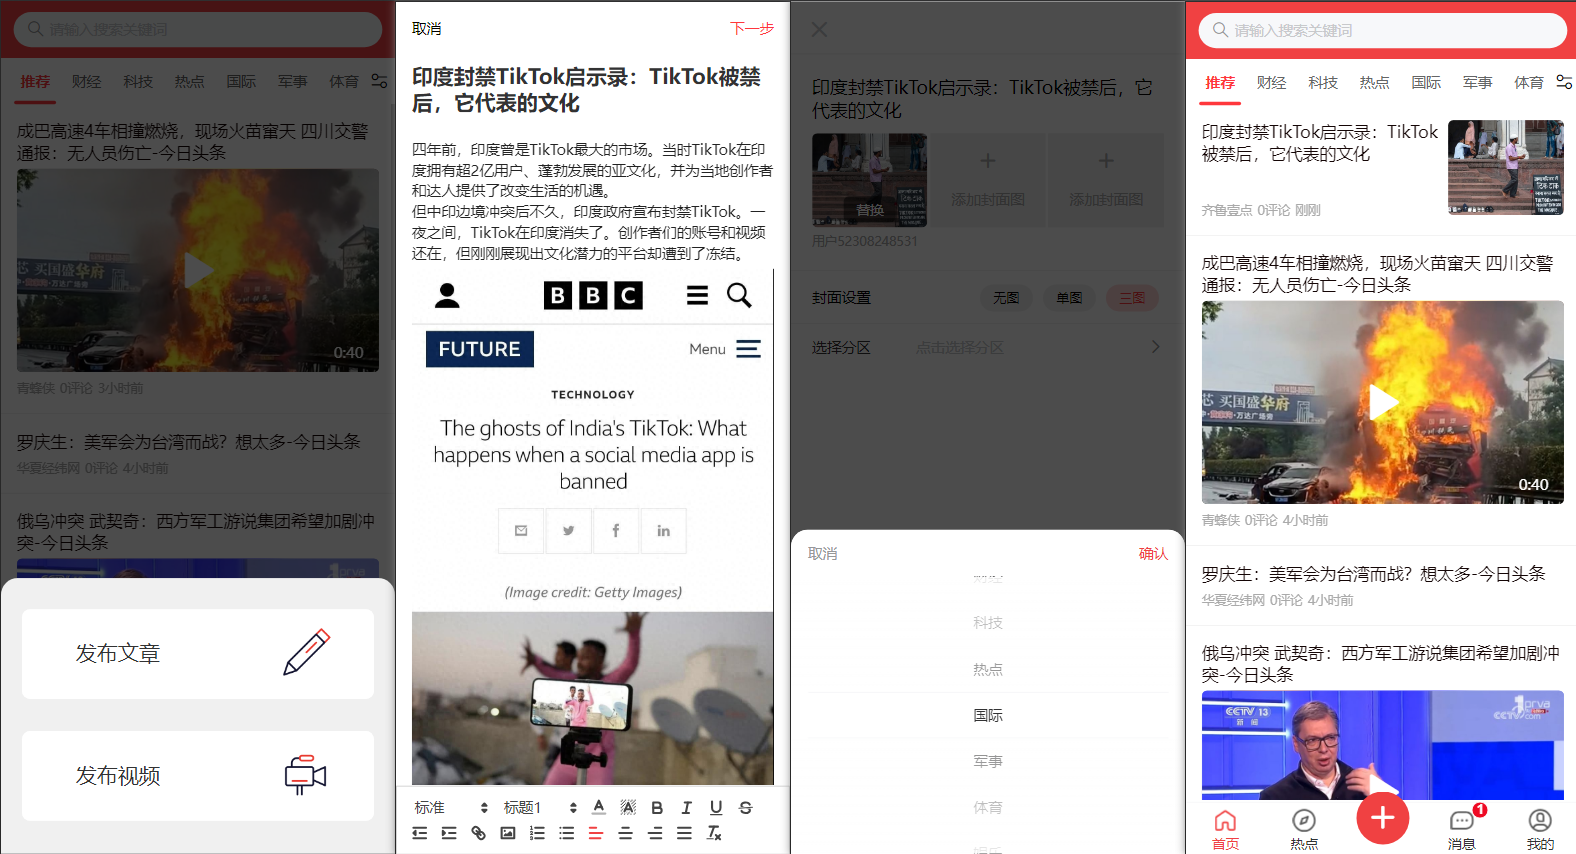 请输入搜索关键词
推荐 财经 科技 热点 国际 军事 体育
成巴高速4车相撞燃烧，现场火苗窜天 四川交警
通报：无人员伤亡-今日头条
买国盛华府
0:40
青蜂侠 0评论 3小时前
罗庆生：美军会为台湾而战？想太多-今日头条
华夏经纬网 0评论 4小时前
俄乌冲突 武契奇：西方军工游说集团希望加剧冲
突-今日头条
prva
发布文章
发布视频
取消 下一步
印度封禁TikTok启示录：TikTok被禁
后，它代表的文化
四年前，印度曾是TikTok最大的市场。当时TikTok在印
度拥有超2亿用户、蓬勃发展的亚文化，并为当地创作者
和达人提供了改变生活的机遇。
但中印边境冲突后不久，印度政府宣布封禁TikTok。一
夜之间，TikTok在印度消失了。创作者们的账号和视频
还在，但刚刚展现出文化潜力的平台却遭到了冻结。
BBC
FUTURE Menu
TECHNOLOGY
The ghosts of India's TikTok: What
happens when a social media app is
banned
(Image credit: Getty Images)
标准 标题1
印度封禁TikTok启示录：TikTok被禁后，它
代表的文化
替换 添加封面图 添加封面图
用户52308248531
封面设置 无图 单图 三图
选择分区 点击选择分区
取消 确认
科技
热点
国际
军事
体育
娱乐
请输入搜索关键词
推荐 财经 科技 热点 国际 军事 体育
印度封禁TikTok启示录：TikTok
被禁后，它代表的文化
齐鲁壹点 0评论 刚刚
成巴高速4车相撞燃烧，现场火苗窜天 四川交警
通报：无人员伤亡-今日头条
芯 买国盛华府
0:40
青蜂侠 0评论 4小时前
罗庆生：美军会为台湾而战？想太多-今日头条
华夏经纬网 0评论 4小时前
俄乌冲突 武契奇：西方军工游说集团希望加剧冲
突-今日头条
CCTV 13
新闻
prva
CCTV.com
首页 热点 消息 1 我的